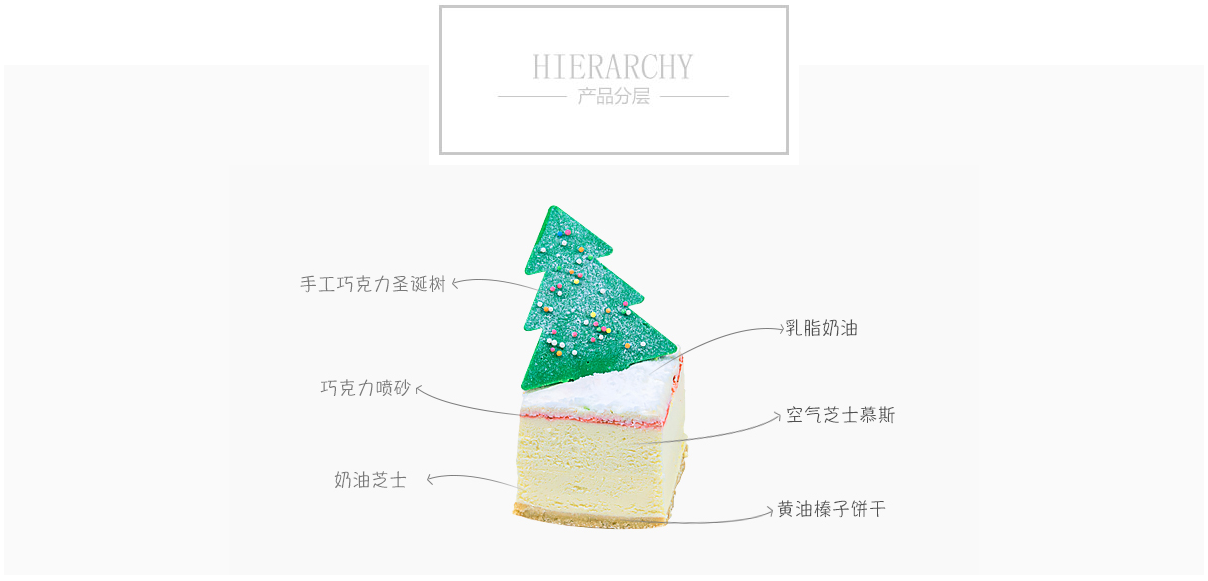 HIERARCHY
产品分层
手工巧克力圣诞树
乳脂奶油
巧克力喷砂
空气芝士慕斯
奶油芝士
黄油榛子饼干